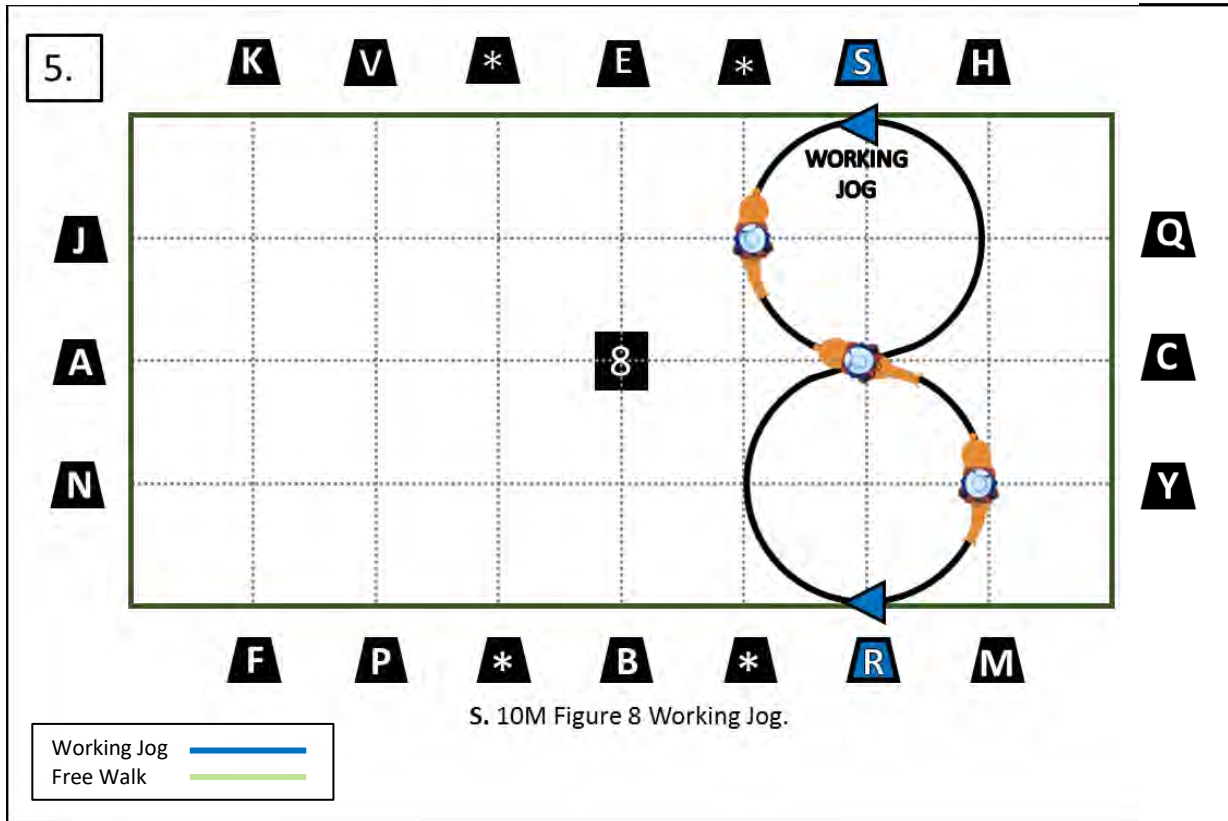 5.
K V * E * S H
WORKING
JOG
J
Q
A
8
C
N
Y
F P * B * R M
S. 10M Figure 8 Working Jog.
Working Jog
Free Walk